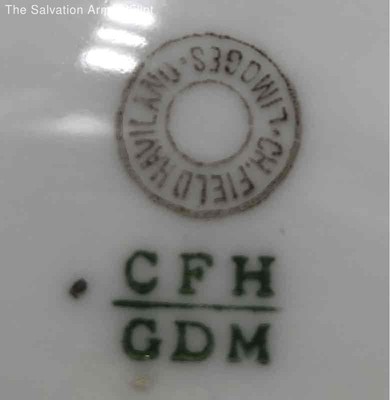 The Salvation Army
CH. FIELD HAVILAND · LIMOGES ·
CFH
GDM